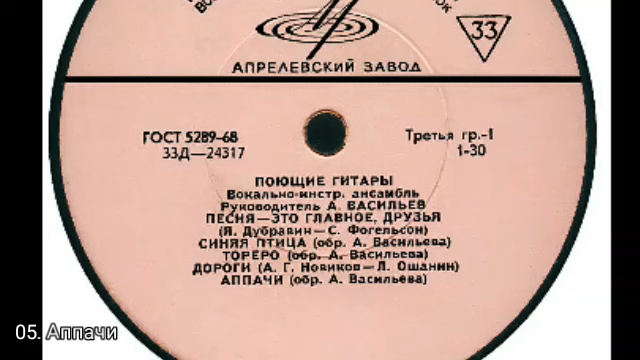 33
АПРЕЛЕВСКИЙ ЗАВОД
ГОСТ 5289-68
Третья гр.-1
33Д—24317
1-30
ПОЮЩИЕ ГИТАРЫ
Вокально-инстр. ансамбль
Руководитель А. ВАСИЛЬЕВ
ПЕСНЯ—ЭТО ГЛАВНОЕ, ДРУЗЬЯ
(Я. Дубравин—С. Фогельсон)
СИНЯЯ ПТИЦА (обр. А. Васильева)
ТОРЕРО (обр. А. Васильева)
ДОРОГИ (А. Г. Новиков—Л. Ошанин)
АППАЧИ (обр. А. Васильева)
05. Аппачи